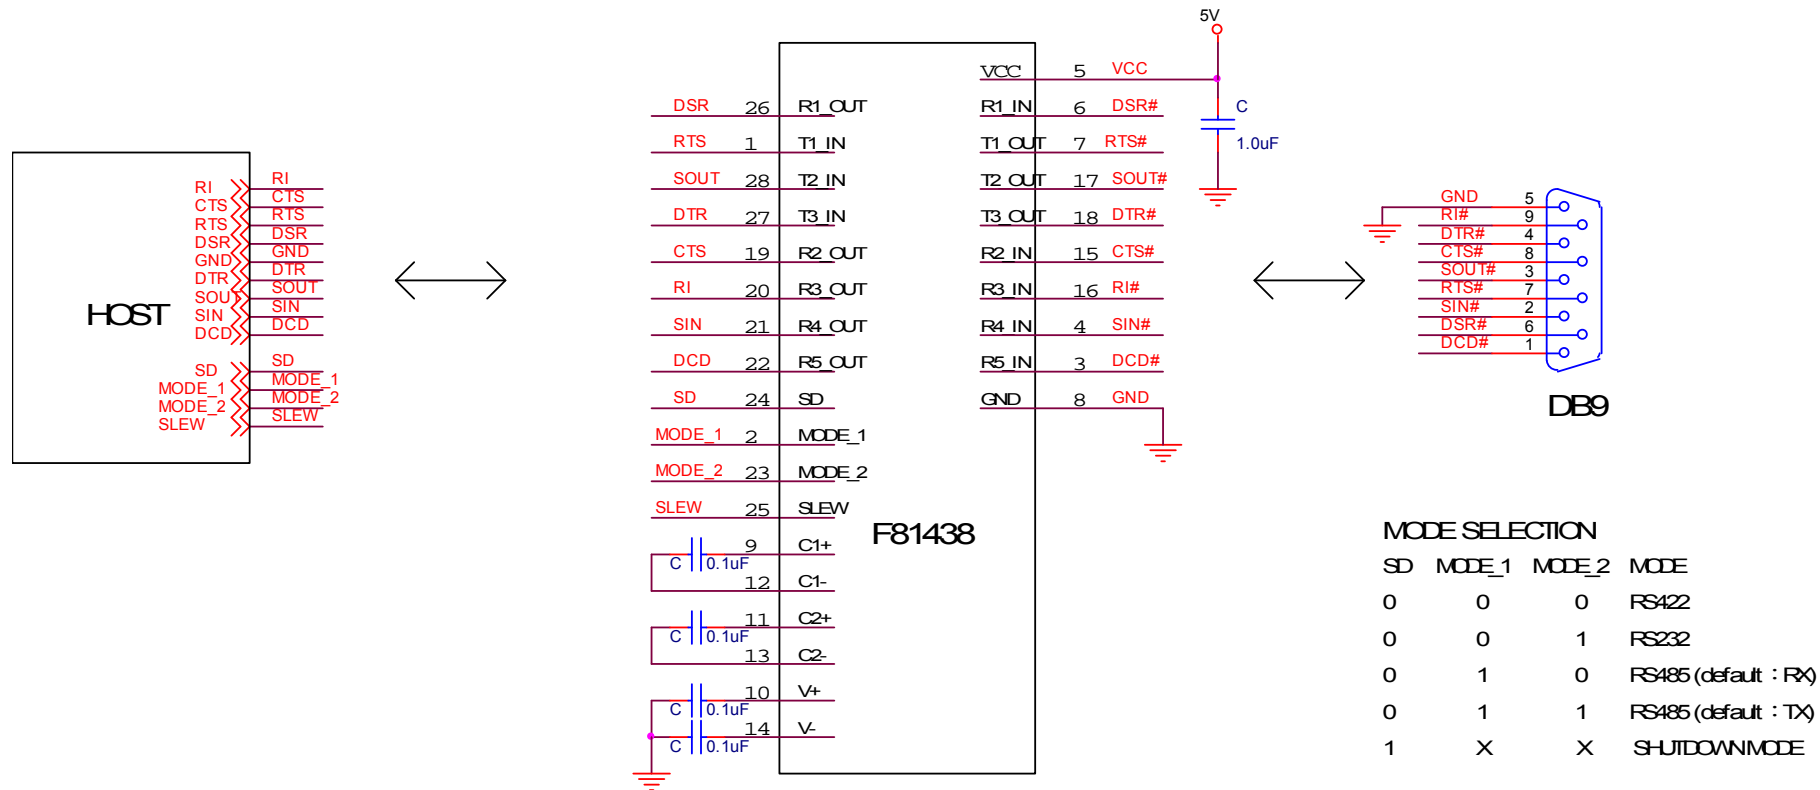 5V
VCC 5 VCC
DSR 26 R1_OUT R1_IN 6 DSR#
C
1.0uF
RTS 1 T1_IN T1_OUT 7 RTS#
SOUT 28 T2_IN T2_OUT 17 SOUT#
DTR 27 T3_IN T3_OUT 18 DTR#
CTS 19 R2_OUT R2_IN 15 CTS#
RI 20 R3_OUT R3_IN 16 RI#
SIN 21 R4_OUT R4_IN 4 SIN#
DCD 22 R5_OUT R5_IN 3 DCD#
SD 24 SD GND 8 GND
MODE_1 2 MODE_1
MODE_2 23 MODE_2
SLEW 25 SLEW
F81438
9 C1+
C 0.1uF
12 C1-
11 C2+
C 0.1uF
13 C2-
10 V+
C 0.1uF
14 V-
C 0.1uF
HOST
RI RI
CTS CTS
RTS RTS
DSR DSR
GND GND
DTR DTR
SOUT SOUT
SIN SIN
DCD DCD
SD SD
MODE_1 MODE_1
MODE_2 MODE_2
SLEW SLEW
GND 5
RI# 9
DTR# 4
CTS# 8
SOUT# 3
RTS# 7
SIN# 2
DSR# 6
DCD# 1
DB9
MODE SELECTION
SD MODE_1 MODE_2 MODE
0 0 0 RS422
0 0 1 RS232
0 1 0 RS485 (default : RX)
0 1 1 RS485 (default : TX)
1 X X SHUTDOWN MODE